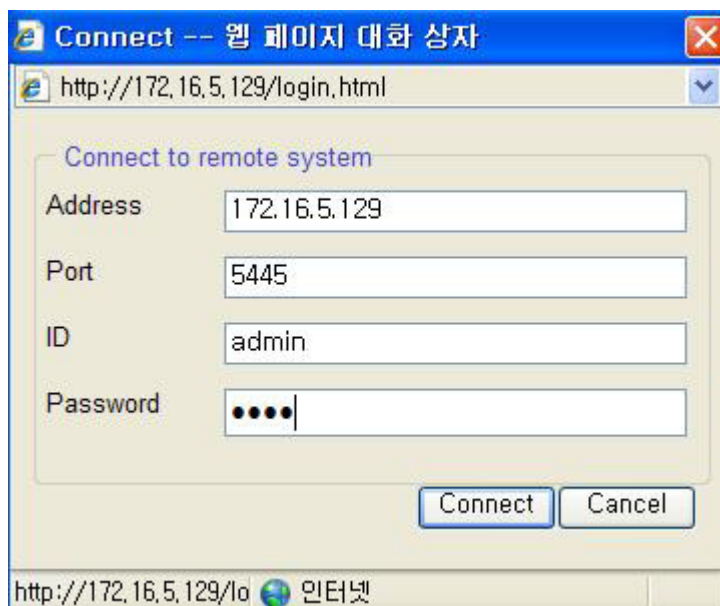 Connect -- 웹 페이지 대화 상자
http://172.16.5.129/login.html
Connect to remote system
Address 172.16.5.129
Port 5445
ID admin
Password ●●●●
Connect Cancel
http://172.16.5.129/lo 인터넷